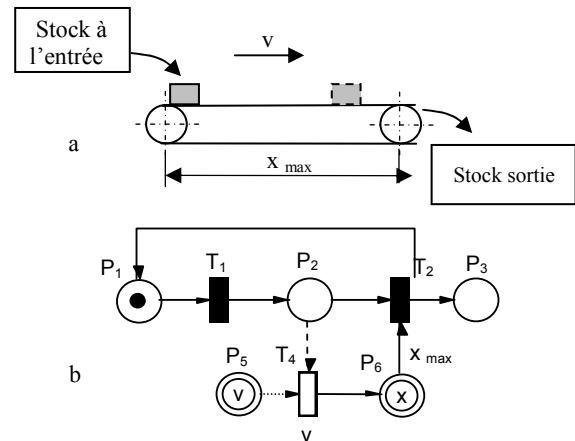 Stock à
l’entrée
v
a
x max
Stock sortie
P1
T1
P2
T2
P3
b
P5
T4
P6
x max
v
x
v